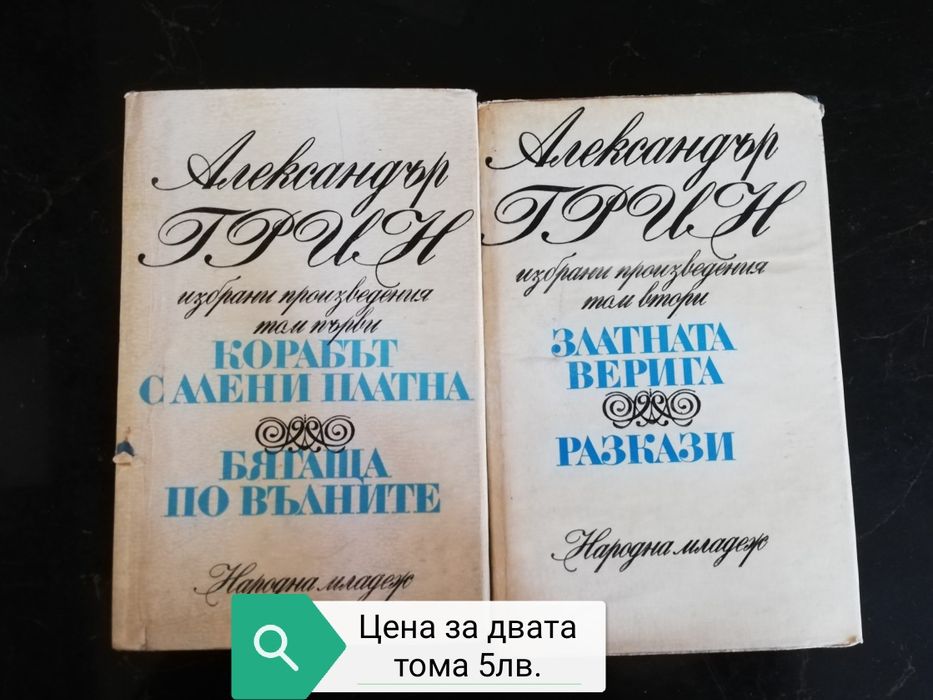 Александър
ГРИН
избрани произведения
том първи
КОРАБЪТ
С АЛЕНИ ПЛАТНА
БЯГАЩА
ПО ВЪЛНИТЕ
Народна младеж
Александър
ГРИН
избрани произведения
том втори
ЗЛАТНАТА
ВЕРИГА
РАЗКАЗИ
Народна младеж
Цена за двата
тома 5лв.